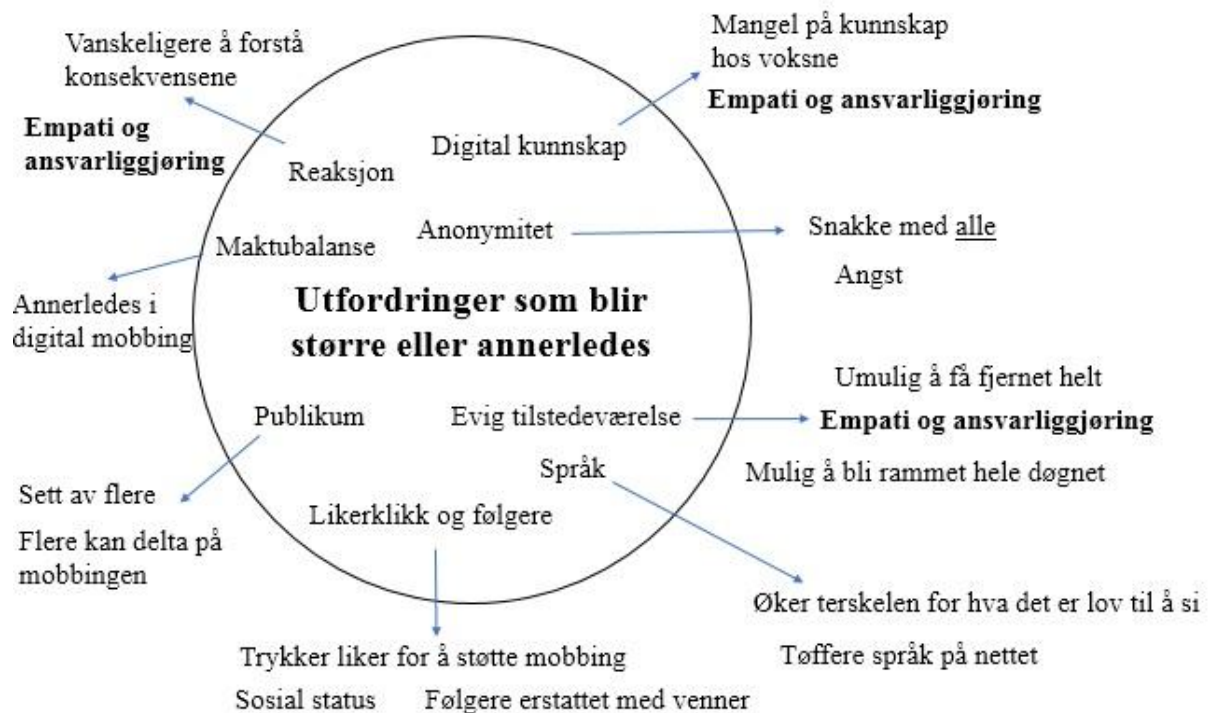 Vanskeligere å forstå
konsekvensene
Mangel på kunnskap
hos voksne
Empati og ansvarliggjøring
Empati og
ansvarliggjøring
Digital kunnskap
Reaksjon
Anonymitet
Snakke med alle
Angst
Maktubalanse
Annerledes i
digital mobbing
Utfordringer som blir
større eller annerledes
Umulig å få fjernet helt
Publikum
Evig tilstedeværelse
Empati og ansvarliggjøring
Mulig å bli rammet hele døgnet
Språk
Sett av flere
Flere kan delta på
mobbingen
Likerklikk og følgere
Øker terskelen for hva det er lov til å si
Tøffere språk på nettet
Trykker liker for å støtte mobbing
Sosial status
Følgere erstattet med venner